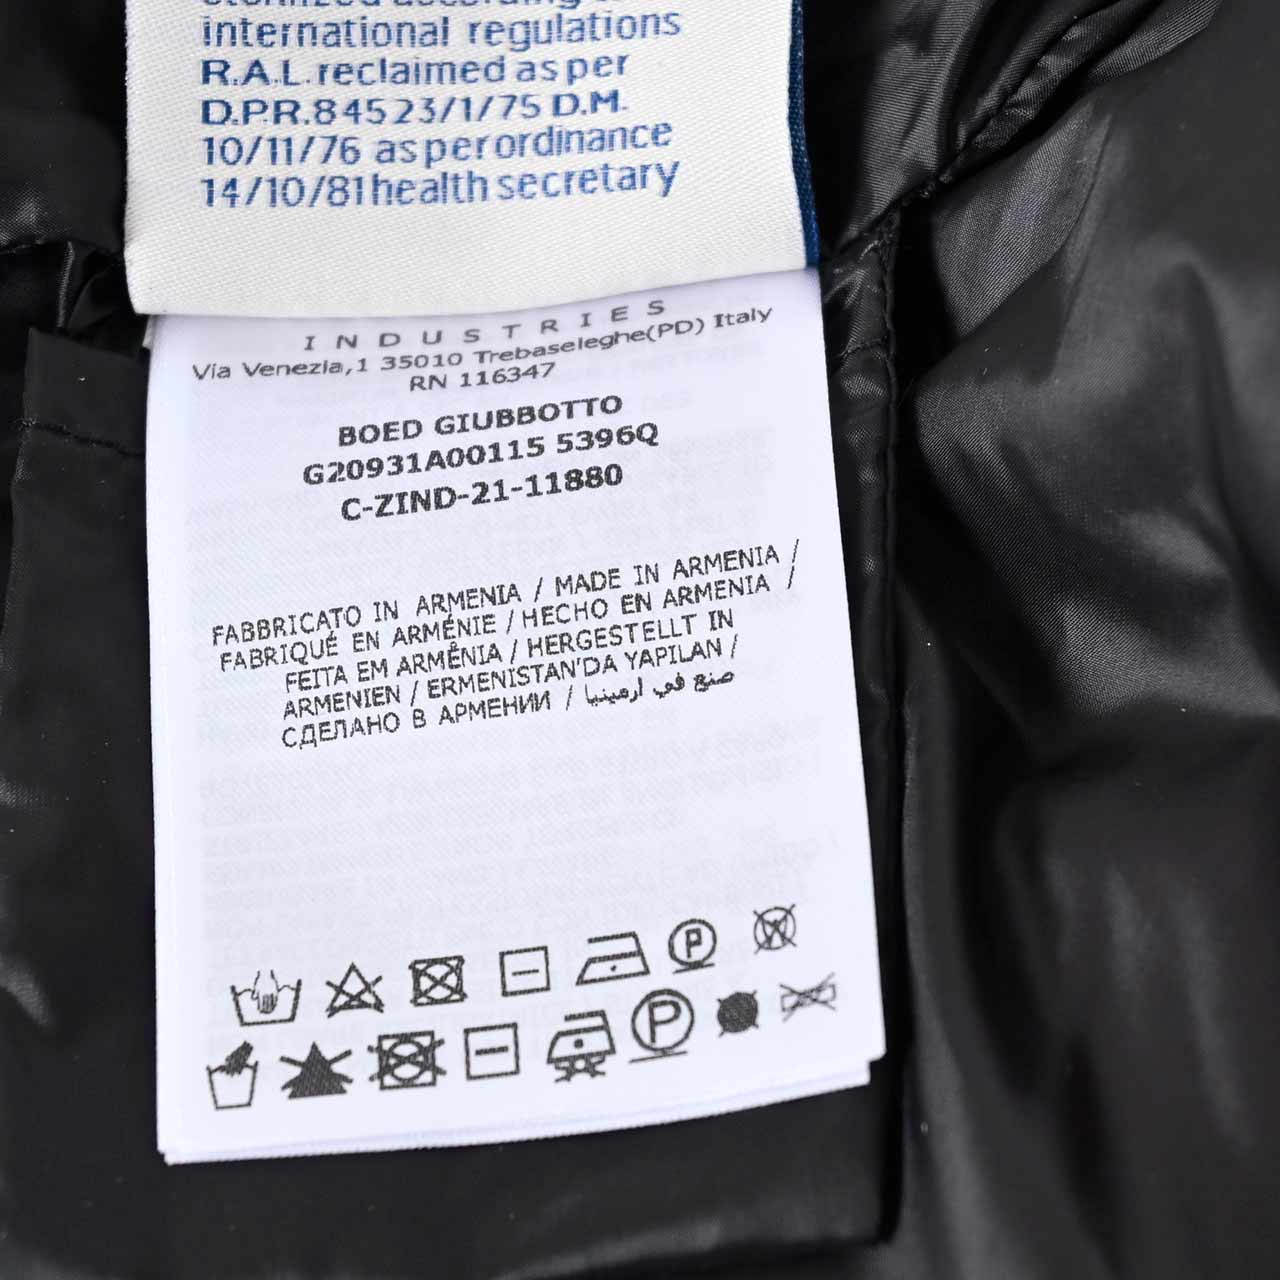 sterilized according to
international regulations
R.A.L. reclaimed as per
D.P.R. 845 23/1/75 D.M.
10/11/76 as per ordinance
14/10/81 health secretary
INDUSTRIES
Via Venezia,1 35010 Trebaseleghe(PD) Italy
RN 116347
BOED GIUBBOTTO
G20931A00115 5396Q
C-ZIND-21-11880
FABBRICATO IN ARMENIA / MADE IN ARMENIA /
FABRIQUÉ EN ARMÉNIE / HECHO EN ARMENIA /
FEITA EM ARMÊNIA / HERGESTELLT IN
ARMENIEN / ERMENISTAN'DA YAPILAN /
СДЕЛАНО В АРМЕНИИ / صنع في ارمينيا
P
W
P